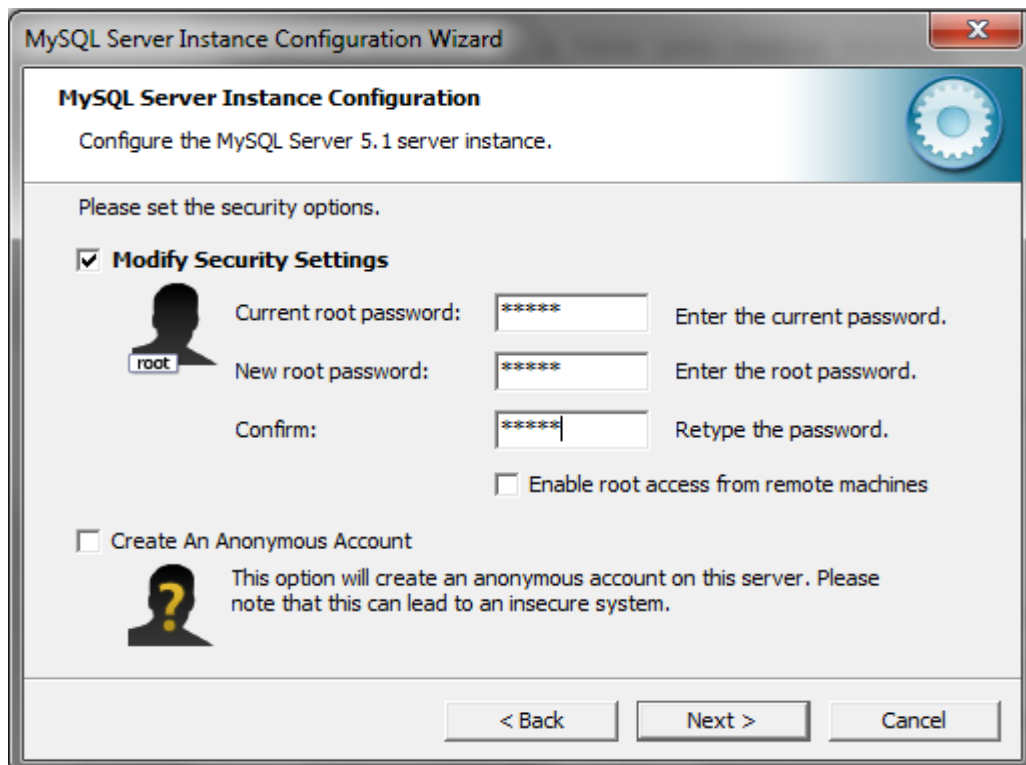 MySQL Server Instance Configuration Wizard
MySQL Server Instance Configuration
Configure the MySQL Server 5.1 server instance.
Please set the security options.
Modify Security Settings
root
Current root password: ***** Enter the current password.
New root password: ***** Enter the root password.
Confirm: ***** Retype the password.
Enable root access from remote machines
Create An Anonymous Account
?
This option will create an anonymous account on this server. Please
note that this can lead to an insecure system.
< Back Next > Cancel